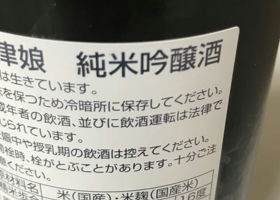 津娘 純米吟醸酒
は生きています。
を保つため冷暗所に保存してください。
成年者の飲酒、並びに飲酒運転は法律で
娠中や授乳期の飲酒は控えてください。
栓時、栓がとぶことがあります。十分ご注
原材料名 米(国産)・米麹(国産米)
16度